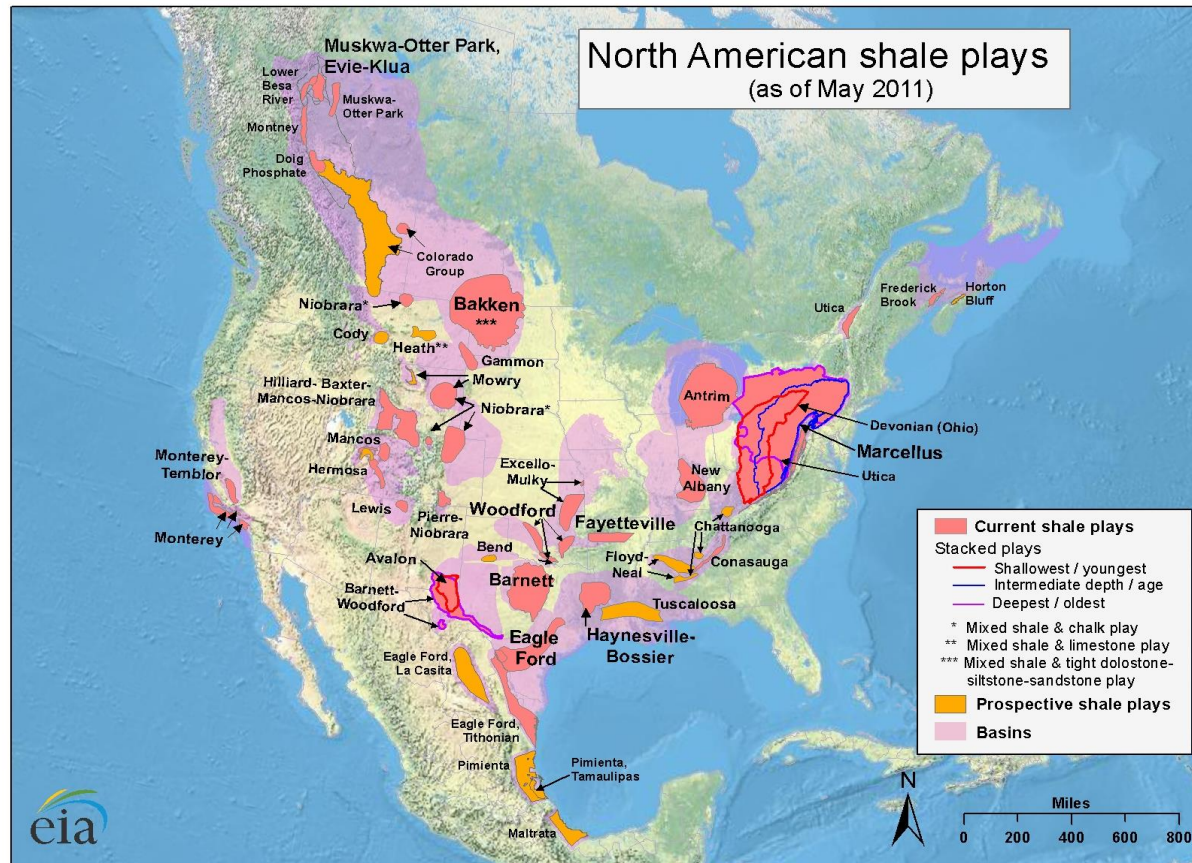 North American shale plays
(as of May 2011)
Muskwa-Otter Park,
Evie-Klua
Lower
Besa
River
Muskwa-
Otter Park
Montney
Doig
Phosphate
Colorado
Group
Niobrara*
Bakken
***
Cody
Heath**
Gammon
Mowry
Hilliard- Baxter-
Mancos-Niobrara
Niobrara*
Mancos
Hermosa
Monterey-
Temblor
Monterey
Lewis
Pierre-
Niobrara
Excello-
Mulky
Woodford
Fayetteville
New
Albany
Antrim
Utica
Frederick
Brook
Horton
Bluff
Devonian (Ohio)
Marcellus
Utica
Chattanooga
Conasauga
Floyd-
Neal
Tuscaloosa
Bend
Avalon
Barnett
Barnett-
Woodford
Haynesville-
Bossier
Eagle
Ford
Eagle Ford,
La Casita
Eagle Ford,
Tithonian
Pimienta
Pimienta,
Tamaulipas
Maltrata
Current shale plays
Stacked plays
Shallowest / youngest
Intermediate depth / age
Deepest / oldest
* Mixed shale & chalk play
** Mixed shale & limestone play
*** Mixed shale & tight dolostone-
siltstone-sandstone play
Prospective shale plays
Basins
N
Miles
0 200 400 600 800
eia